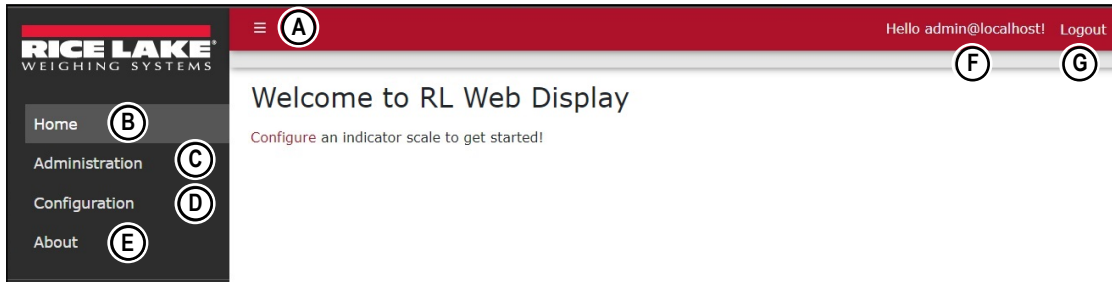 RICE LAKE®
WEIGHING SYSTEMS
Home B
Administration C
Configuration D
About E
≡ A
Hello admin@localhost! Logout
F G
Welcome to RL Web Display
Configure an indicator scale to get started!